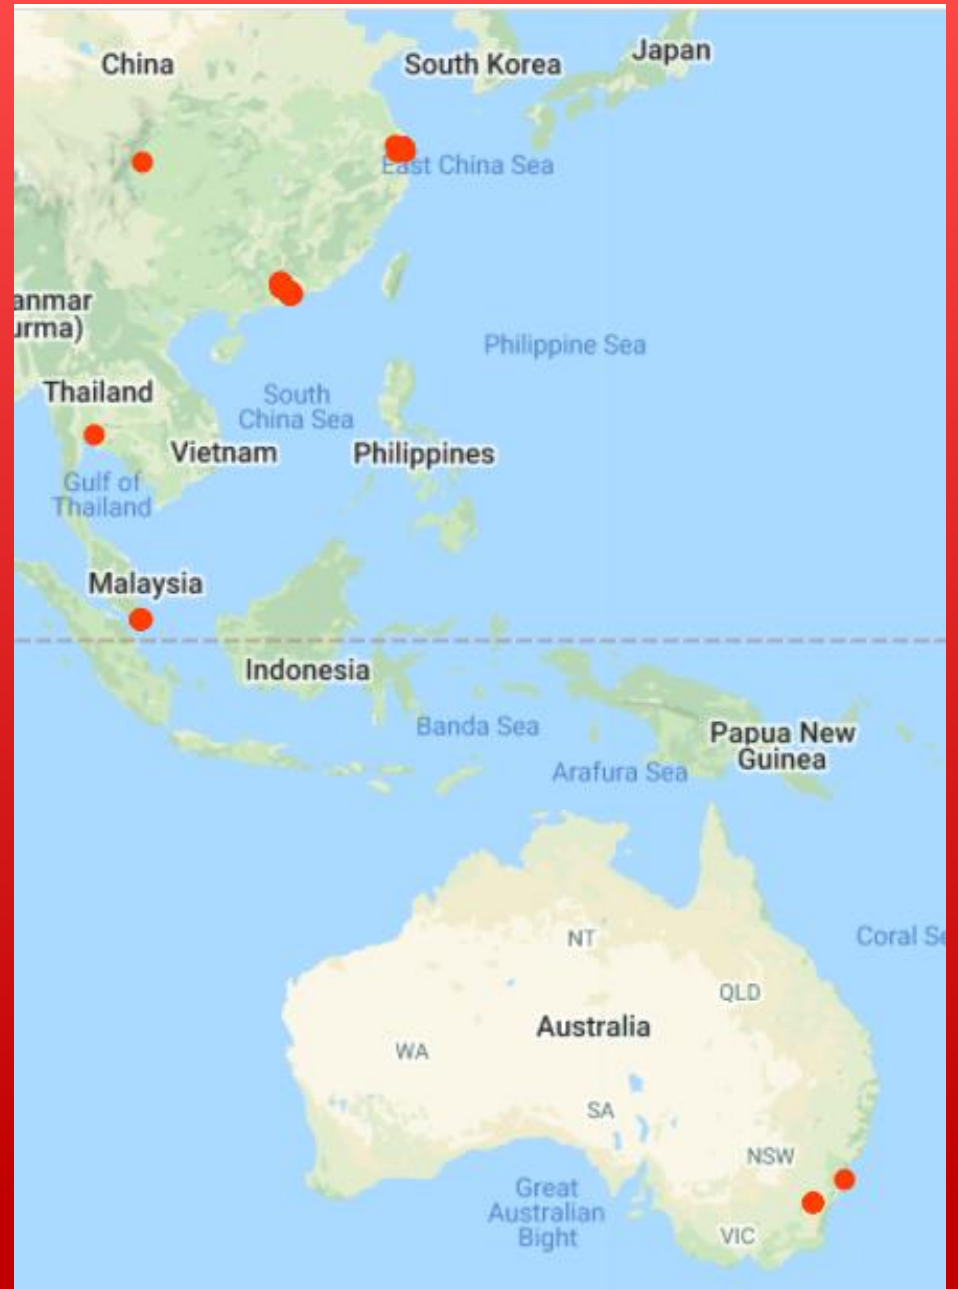 China
South Korea
Japan
East China Sea
anmar
urma)
Philippine Sea
Thailand
South
China Sea
Vietnam
Philippines
Gulf of
Thailand
Malaysia
Indonesia
Banda Sea
Papua New
Guinea
Arafura Sea
NT
Coral Se
QLD
Australia
WA
SA
NSW
Great
Australian
Bight
VIC